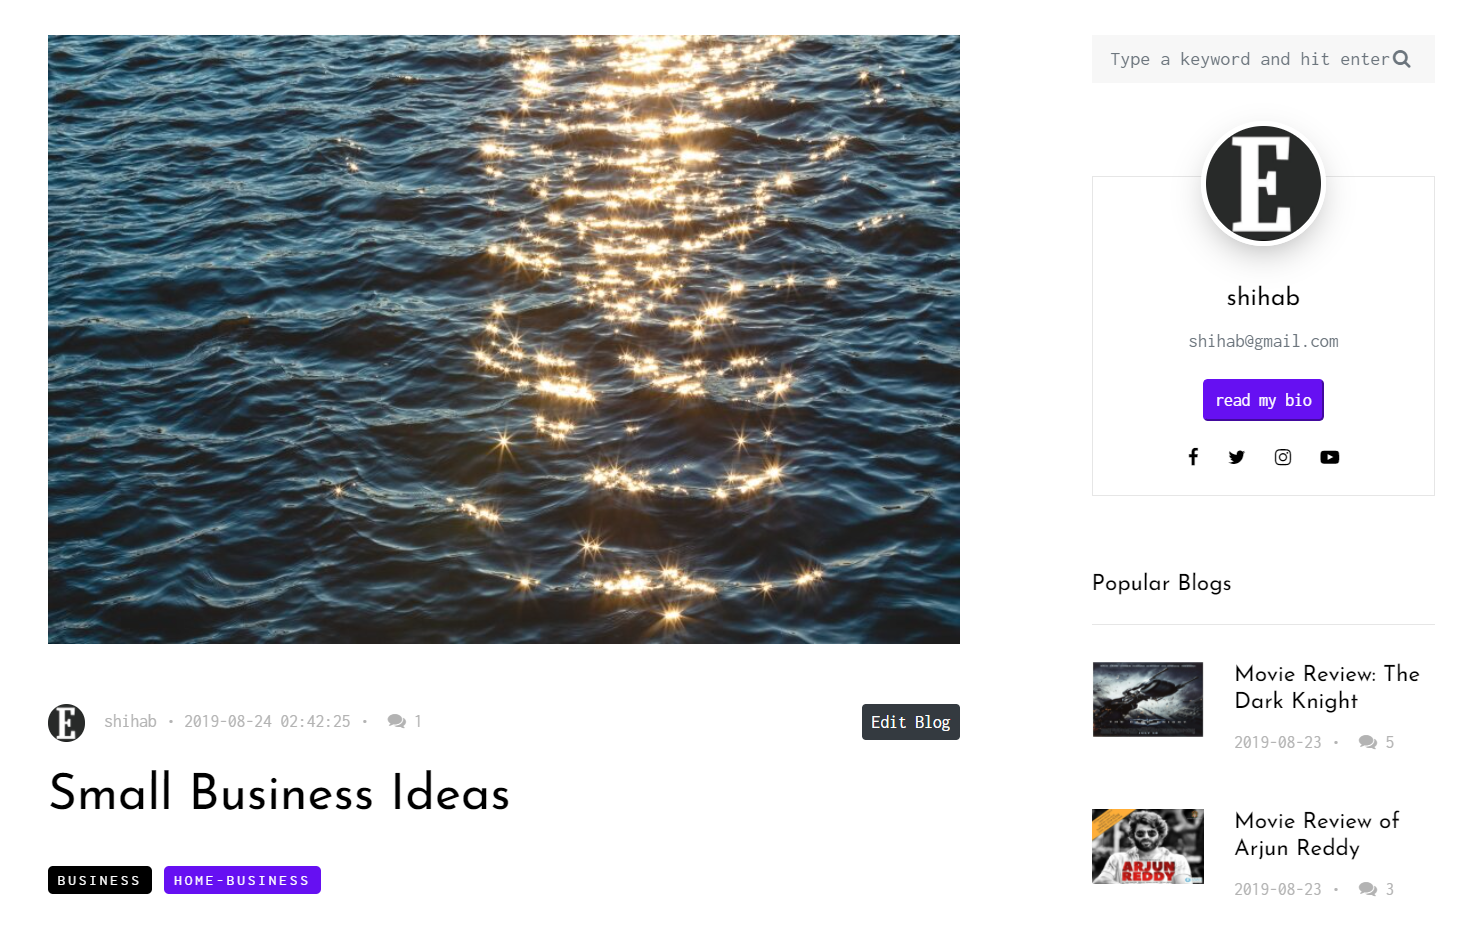 Type a keyword and hit enter
E
shihab
shihab@gmail.com
read my bio
Popular Blogs
Movie Review: The
Dark Knight
2019-08-23 • 5
Movie Review of
Arjun Reddy
2019-08-23 • 3
ARJUN
REDDY
E
shihab • 2019-08-24 02:42:25 • 1
Edit Blog
Small Business Ideas
BUSINESS
HOME-BUSINESS